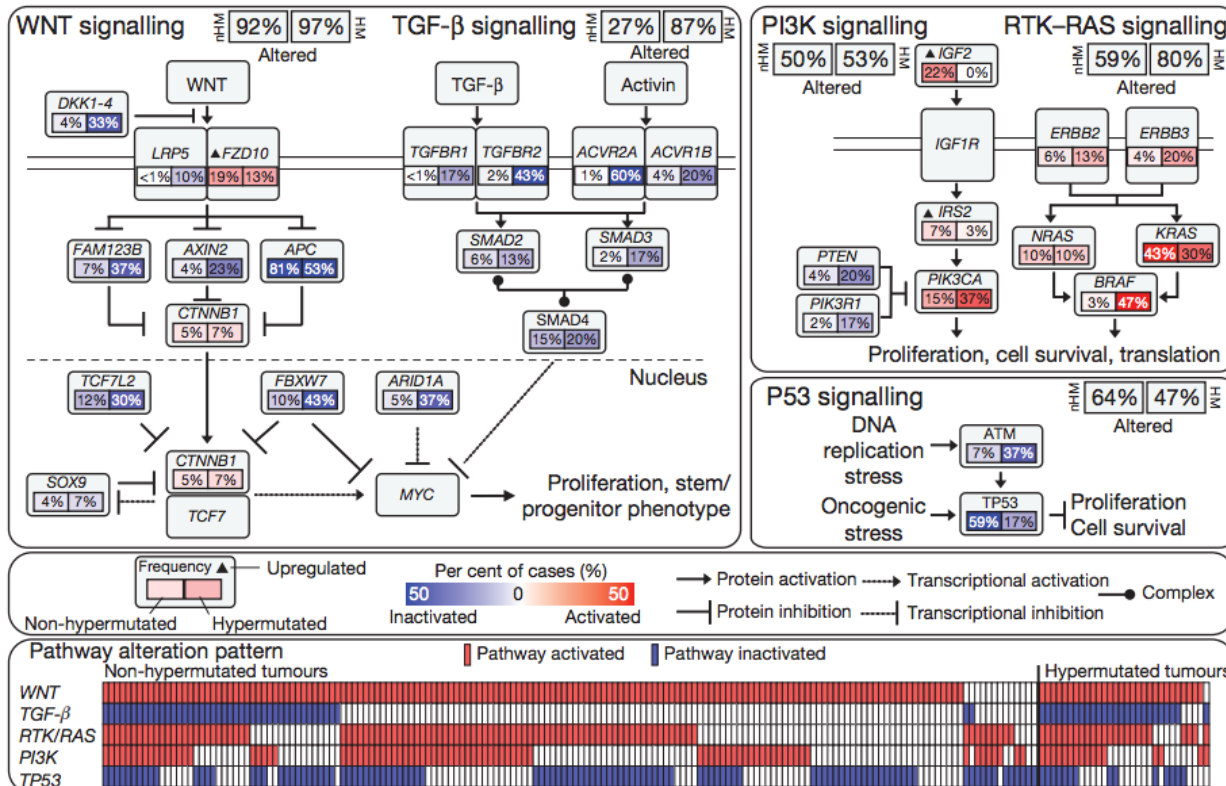 WNT signalling
nHM 92% 97% HM
Altered
TGF-β signalling
nHM 27% 87% HM
Altered
WNT
TGF-β
Activin
DKK1-4
4% 33%
LRP5
<1% 10%
▲FZD10
19% 13%
TGFBR1
<1% 17%
TGFBR2
2% 43%
ACVR2A
1% 60%
ACVR1B
4% 20%
FAM123B
7% 37%
AXIN2
4% 23%
APC
81% 53%
SMAD2
6% 13%
SMAD3
2% 17%
CTNNB1
5% 7%
SMAD4
15% 20%
Nucleus
TCF7L2
12% 30%
FBXW7
10% 43%
ARID1A
5% 37%
SOX9
4% 7%
CTNNB1
5% 7%
TCF7
MYC
Proliferation, stem/
progenitor phenotype
PI3K signalling
nHM 50% 53% HM
Altered
RTK–RAS signalling
59% 80% HM
nHM
Altered
▲ IGF2
22% 0%
IGF1R
ERBB2
6% 13%
ERBB3
4% 20%
▲ IRS2
7% 3%
NRAS
10% 10%
KRAS
43% 30%
PTEN
4% 20%
PIK3R1
2% 17%
PIK3CA
15% 37%
BRAF
3% 47%
Proliferation, cell survival, translation
P53 signalling
nHM 64% 47% HM
Altered
DNA
replication
stress
ATM
7% 37%
Oncogenic
stress
TP53
59% 17%
Proliferation
Cell survival
Frequency ▲
Upregulated
Non-hypermutated
Hypermutated
Per cent of cases (%)
50 0 50
Inactivated
Activated
Protein activation
Transcriptional activation
Protein inhibition
Transcriptional inhibition
Complex
Pathway alteration pattern
Pathway activated
Pathway inactivated
Non-hypermutated tumours
Hypermutated tumours
WNT
TGF-β
RTK/RAS
PI3K
TP53